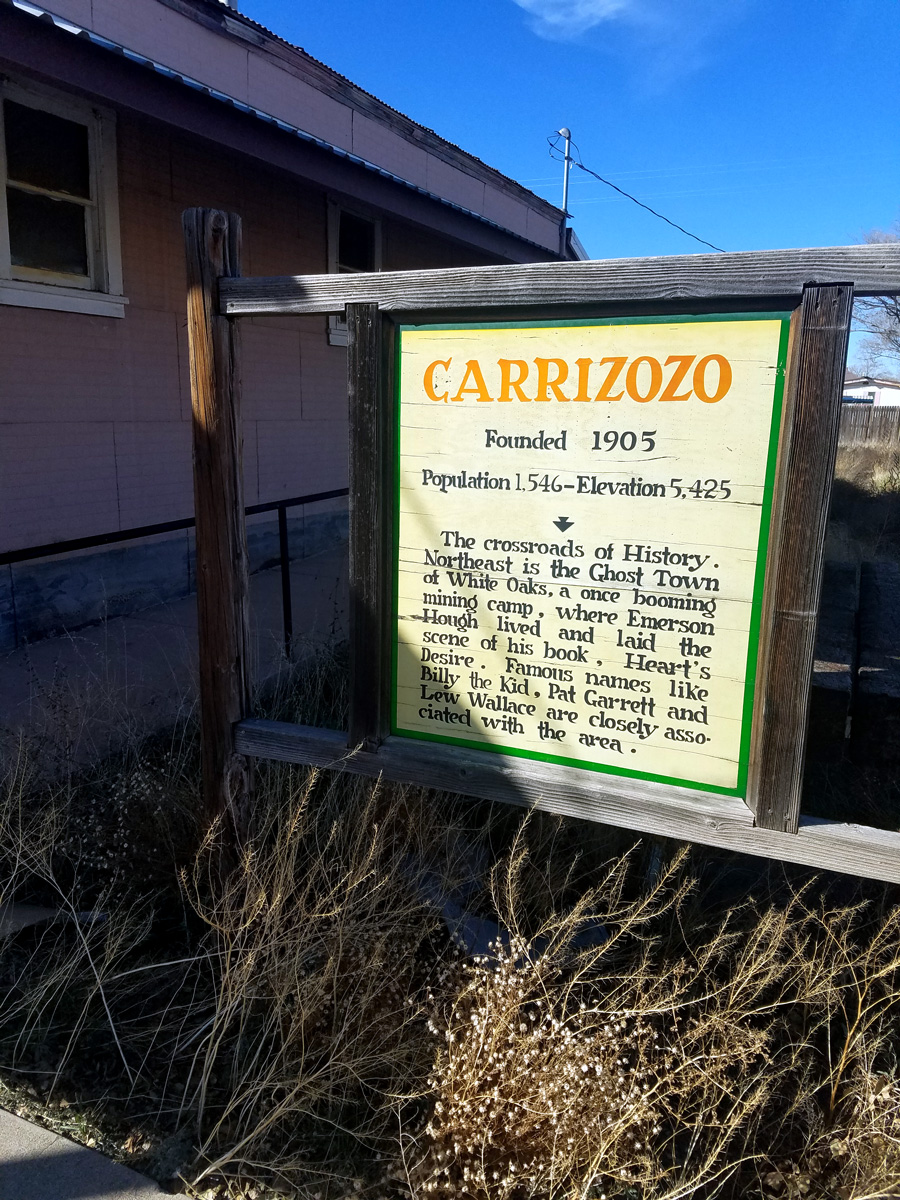 CARRIZOZO
Founded 1905
Population 1,546-Elevation 5,425
The crossroads of History.
Northeast is the Ghost Town
of White Oaks, a once booming
mining camp, where Emerson
Hough lived and laid the
scene of his book, Heart's
Desire. Famous names like
Billy the Kid, Pat Garrett and
Lew Wallace are closely asso-
ciated with the area.